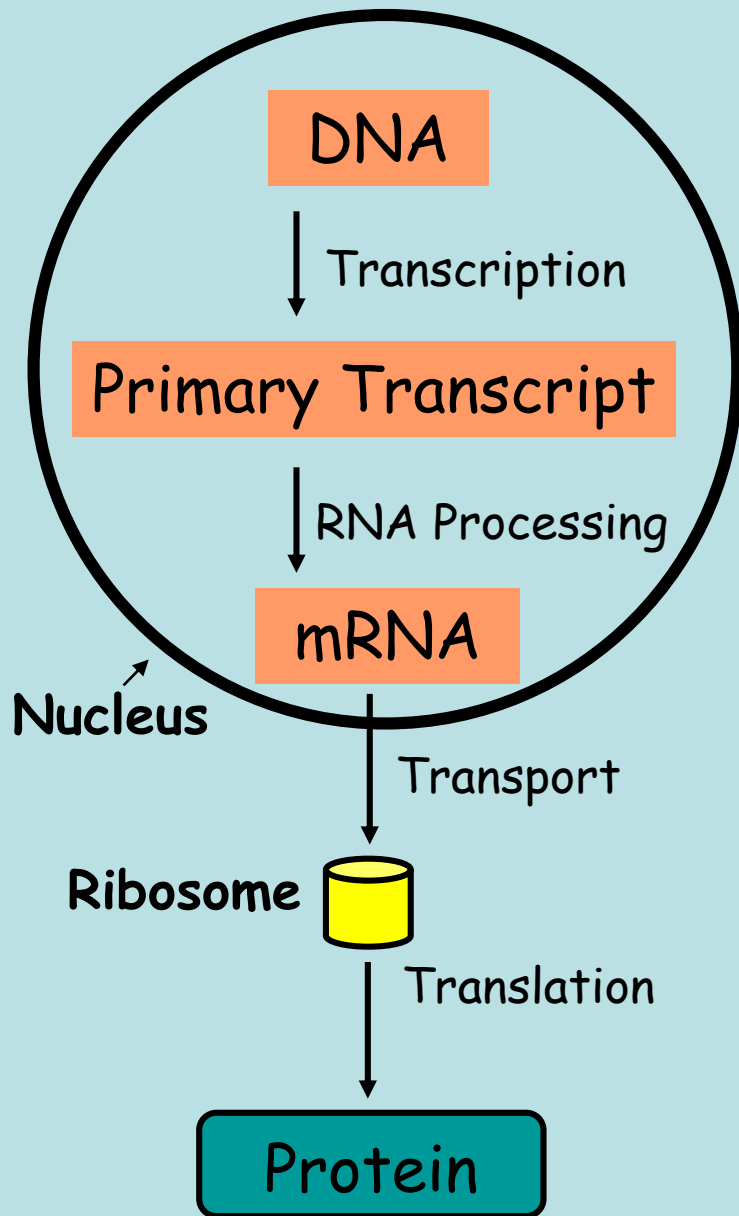 DNA
Transcription
Primary Transcript
RNA Processing
mRNA
Nucleus
Transport
Ribosome
Translation
Protein